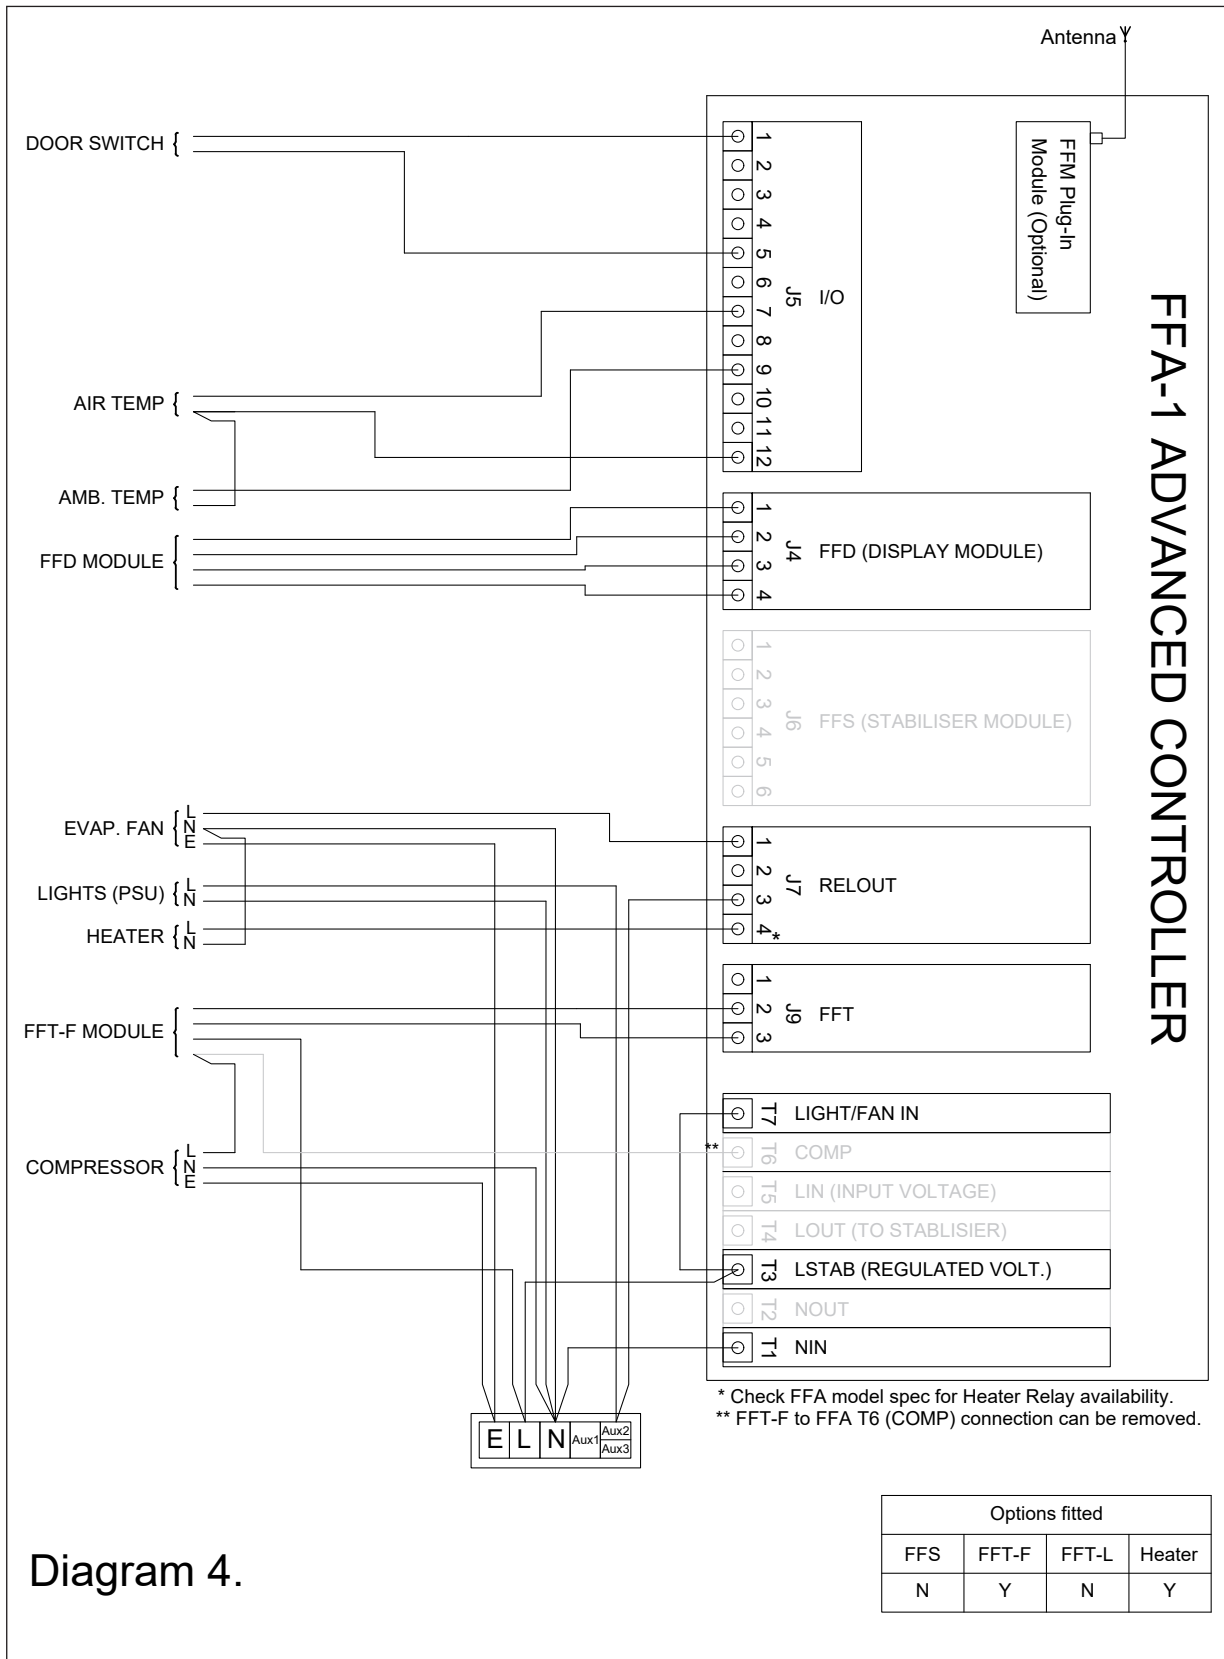 Antenna
DOOR SWITCH {
AIR TEMP {
AMB. TEMP {
FFD MODULE {
EVAP. FAN { L N E
LIGHTS (PSU) { L N
HEATER { L N
FFT-F MODULE {
COMPRESSOR { L N E
FFM Plug-In
Module (Optional)
FFA-1 ADVANCED CONTROLLER
1
2
3
4
5
6
7
8
9
10
11
12
J5 I/O
1
2
3
4
J4 FFD (DISPLAY MODULE)
1
2
3
4
5
6
J6 FFS (STABILISER MODULE)
1
2
3
4*
J7 RELOUT
1
2
3
J9 FFT
T7 LIGHT/FAN IN
** T6 COMP
T5 LIN (INPUT VOLTAGE)
T4 LOUT (TO STABLISIER)
T3 LSTAB (REGULATED VOLT.)
T2 NOUT
T1 NIN
* Check FFA model spec for Heater Relay availability.
** FFT-F to FFA T6 (COMP) connection can be removed.
E L N Aux1 Aux2
Aux3
Options fitted
FFS FFT-F FFT-L Heater
N Y N Y
Diagram 4.